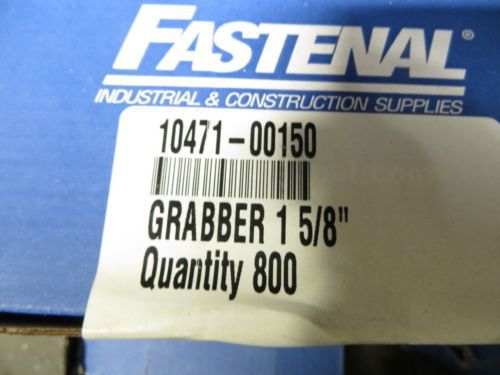 FASTENAL®
INDUSTRIAL & CONSTRUCTION SUPPLIES
10471-00150
GRABBER 1 5/8"
Quantity 800